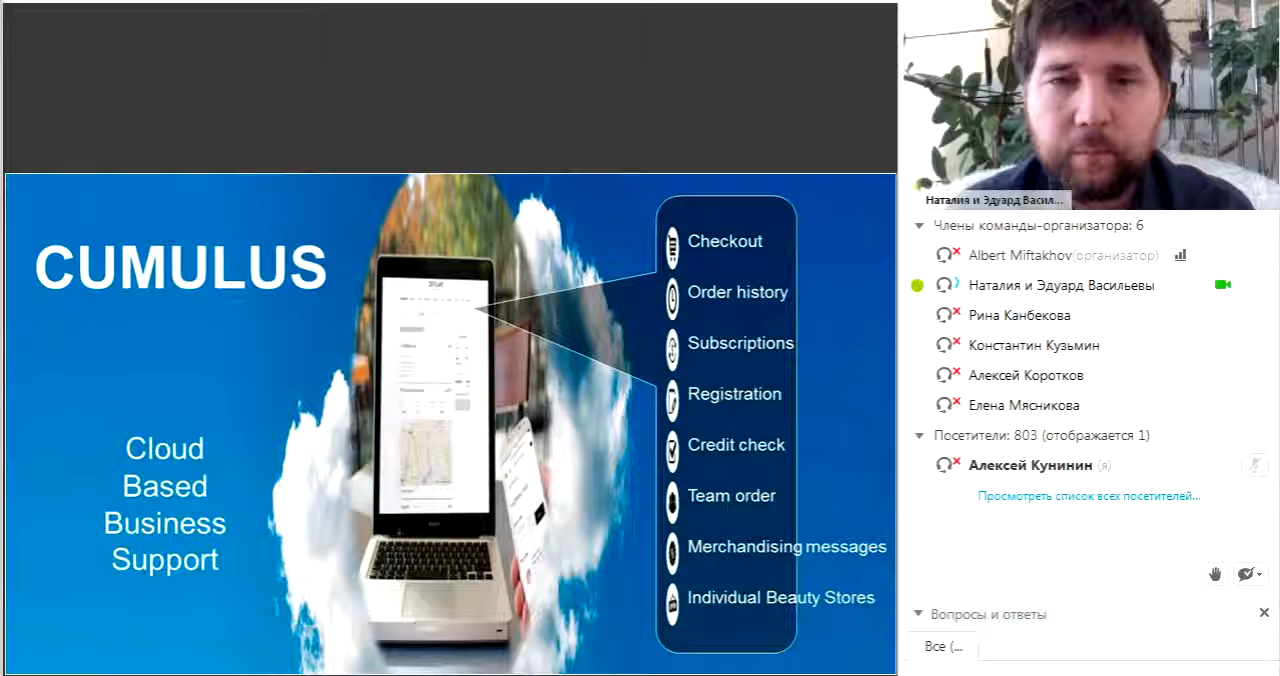 CUMULUS
Cloud
Based
Business
Support
Checkout
Order history
Subscriptions
Registration
Credit check
Team order
Merchandising messages
Individual Beauty Stores
Наталия и Эдуард Васил...
Члены команды-организатора: 6
Albert Miftakhov(организатор)
Наталия и Эдуард Васильевы
Рина Канбекова
Константин Кузьмин
Алексей Коротков
Елена Мясникова
Посетители: 803 (отображается 1)
Алексей Кунинин (я)
Просмотреть список всех посетителей...
Вопросы и ответы
Все (...